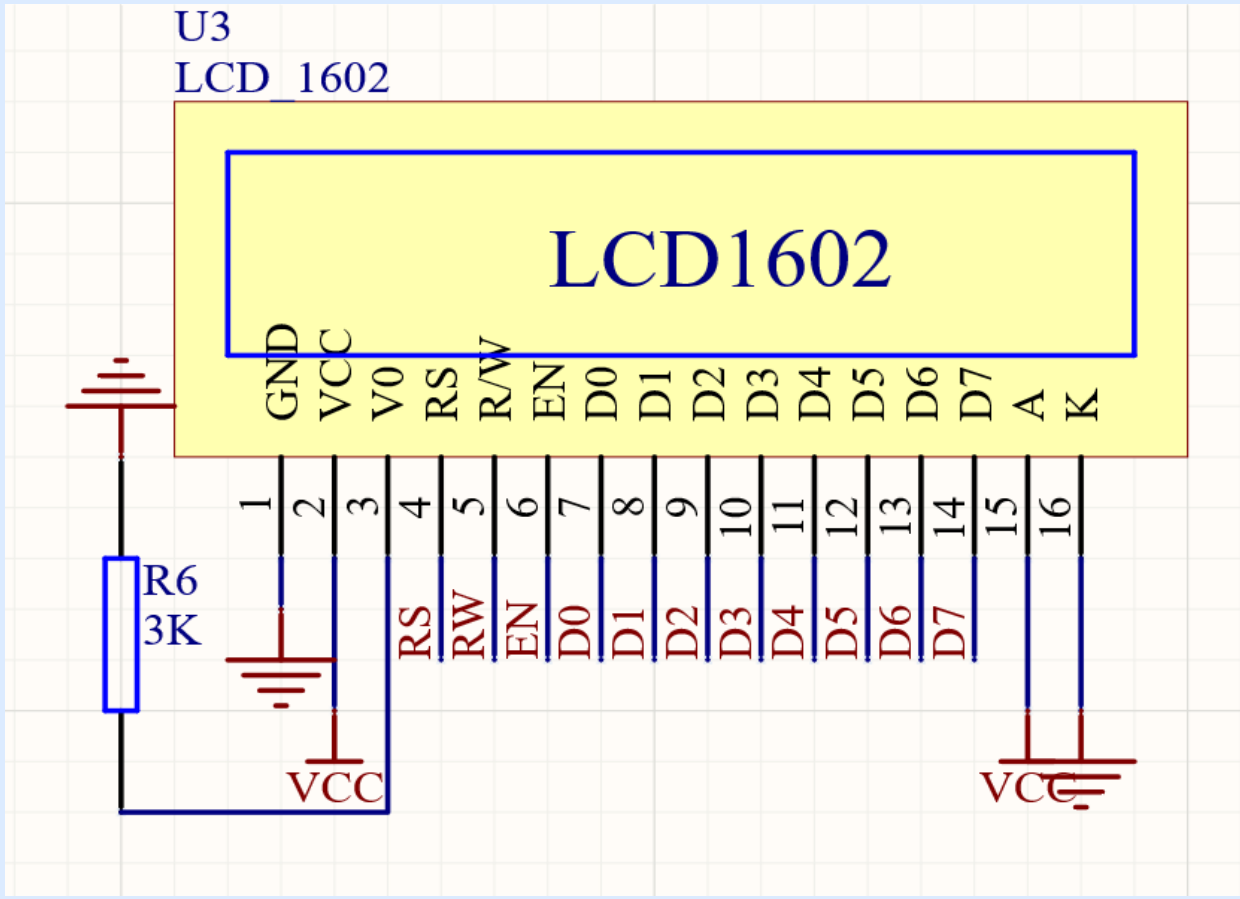 U3
LCD_1602
LCD1602
GND VCC V0 RS R/W EN D0 D1 D2 D3 D4 D5 D6 D7 A K
1 2 3 4 5 6 7 8 9 10 11 12 13 14 15 16
R6
3K
RS RW EN D0 D1 D2 D3 D4 D5 D6 D7
VCC VCC